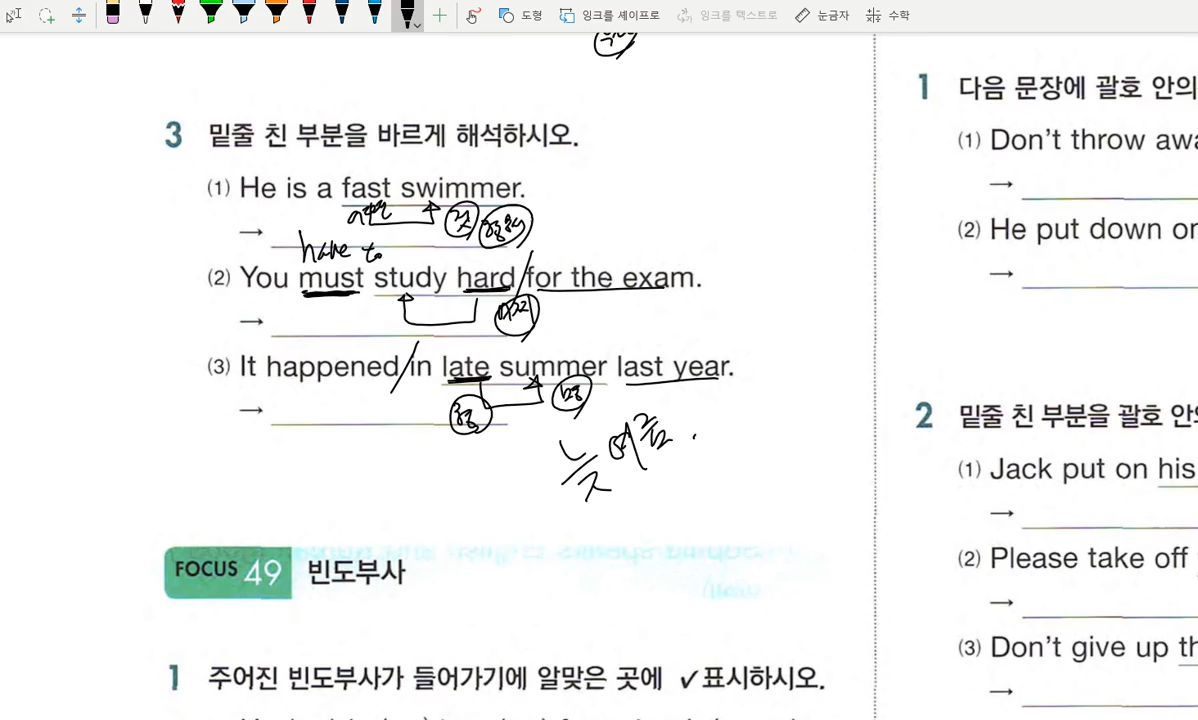 도형
잉크를 셰이프로
잉크를 텍스트로
눈금자
수학
3 밑줄 친 부분을 바르게 해석하시오.
(1) He is a fast swimmer.
→
have to
(2) You must study hard / for the exam.
→
(3) It happened / in late summer last year.
→
늦여름.
FOCUS 49 빈도부사
1 주어진 빈도부사가 들어가기에 알맞은 곳에 ✓표시하시오.
1 다음 문장에 괄호 안의
(1) Don't throw awa
→
(2) He put down or
→
2 밑줄 친 부분을 괄호 안으
(1) Jack put on his
→
(2) Please take off
→
(3) Don't give up th
→